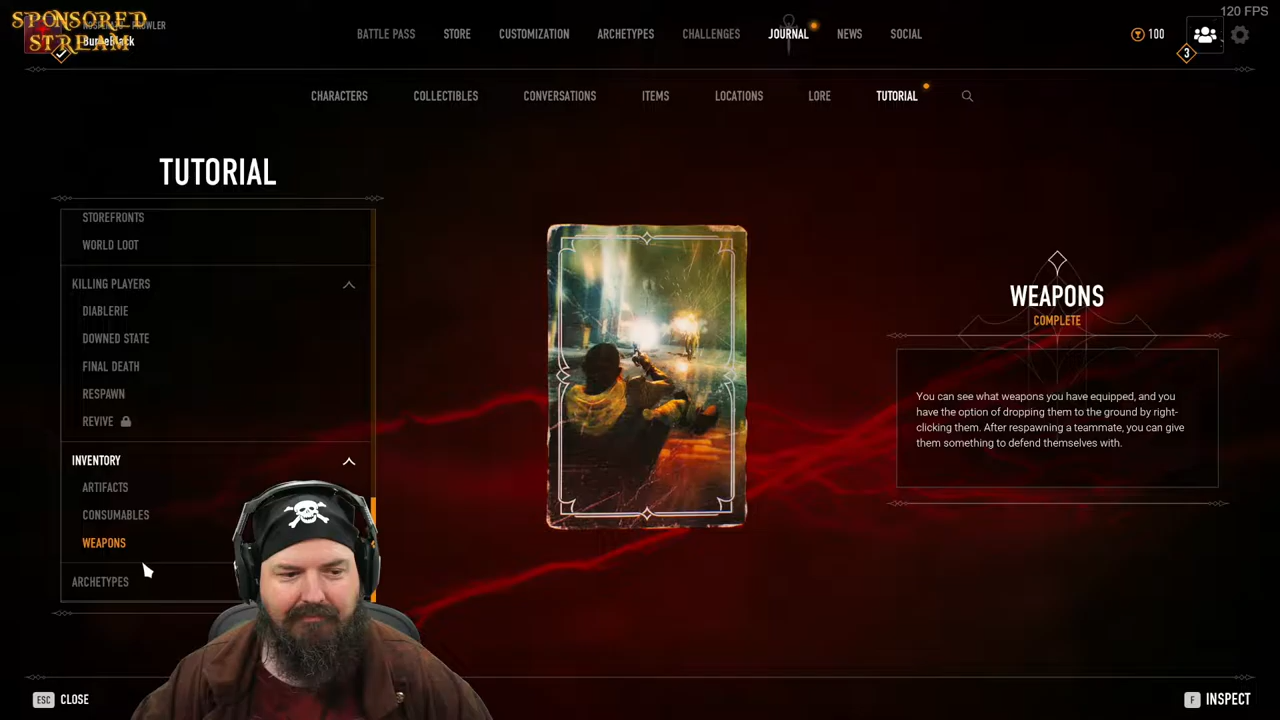 SPONSORED
STREAM
PROWLER
120 FPS
BATTLE PASS
STORE
CUSTOMIZATION
ARCHETYPES
CHALLENGES
JOURNAL
NEWS
SOCIAL
100
3
CHARACTERS
COLLECTIBLES
CONVERSATIONS
ITEMS
LOCATIONS
LORE
TUTORIAL
TUTORIAL
STOREFRONTS
WORLD LOOT
KILLING PLAYERS
DIABLERIE
DOWNED STATE
FINAL DEATH
RESPAWN
REVIVE
INVENTORY
ARTIFACTS
CONSUMABLES
WEAPONS
ARCHETYPES
WEAPONS
COMPLETE
You can see what weapons you have equipped, and you
have the option of dropping them to the ground by right-
clicking them. After respawning a teammate, you can give
them something to defend themselves with.
ESC CLOSE
F INSPECT